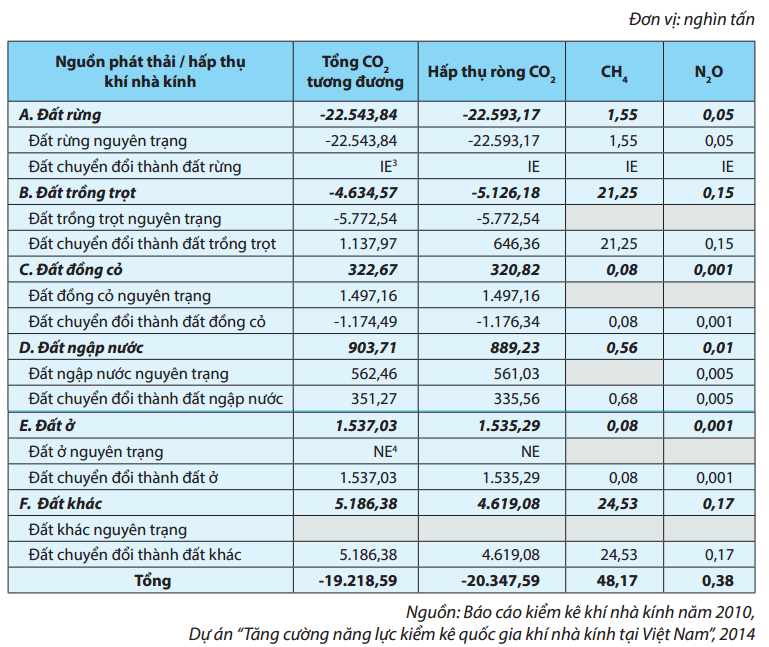 Đơn vị: nghìn tấn
Nguồn phát thải / hấp thụ khí nhà kính Tổng CO2 tương đương Hấp thụ ròng CO2 CH4 N2O
A. Đất rừng -22.543,84 -22.593,17 1,55 0,05
Đất rừng nguyên trạng -22.543,84 -22.593,17 1,55 0,05
Đất chuyển đổi thành đất rừng IE3 IE IE IE
B. Đất trồng trọt -4.634,57 -5.126,18 21,25 0,15
Đất trồng trọt nguyên trạng -5.772,54 -5.772,54
Đất chuyển đổi thành đất trồng trọt 1.137,97 646,36 21,25 0,15
C. Đất đồng cỏ 322,67 320,82 0,08 0,001
Đất đồng cỏ nguyên trạng 1.497,16 1.497,16
Đất chuyển đổi thành đất đồng cỏ -1.174,49 -1.176,34 0,08 0,001
D. Đất ngập nước 903,71 889,23 0,56 0,01
Đất ngập nước nguyên trạng 562,46 561,03 0,005
Đất chuyển đổi thành đất ngập nước 351,27 335,56 0,68 0,005
E. Đất ở 1.537,03 1.535,29 0,08 0,001
Đất ở nguyên trạng NE4 NE
Đất chuyển đổi thành đất ở 1.537,03 1.535,29 0,08 0,001
F. Đất khác 5.186,38 4.619,08 24,53 0,17
Đất khác nguyên trạng
Đất chuyển đổi thành đất khác 5.186,38 4.619,08 24,53 0,17
Tổng -19.218,59 -20.347,59 48,17 0,38
Nguồn: Báo cáo kiểm kê khí nhà kính năm 2010,
Dự án “Tăng cường năng lực kiểm kê quốc gia khí nhà kính tại Việt Nam”, 2014